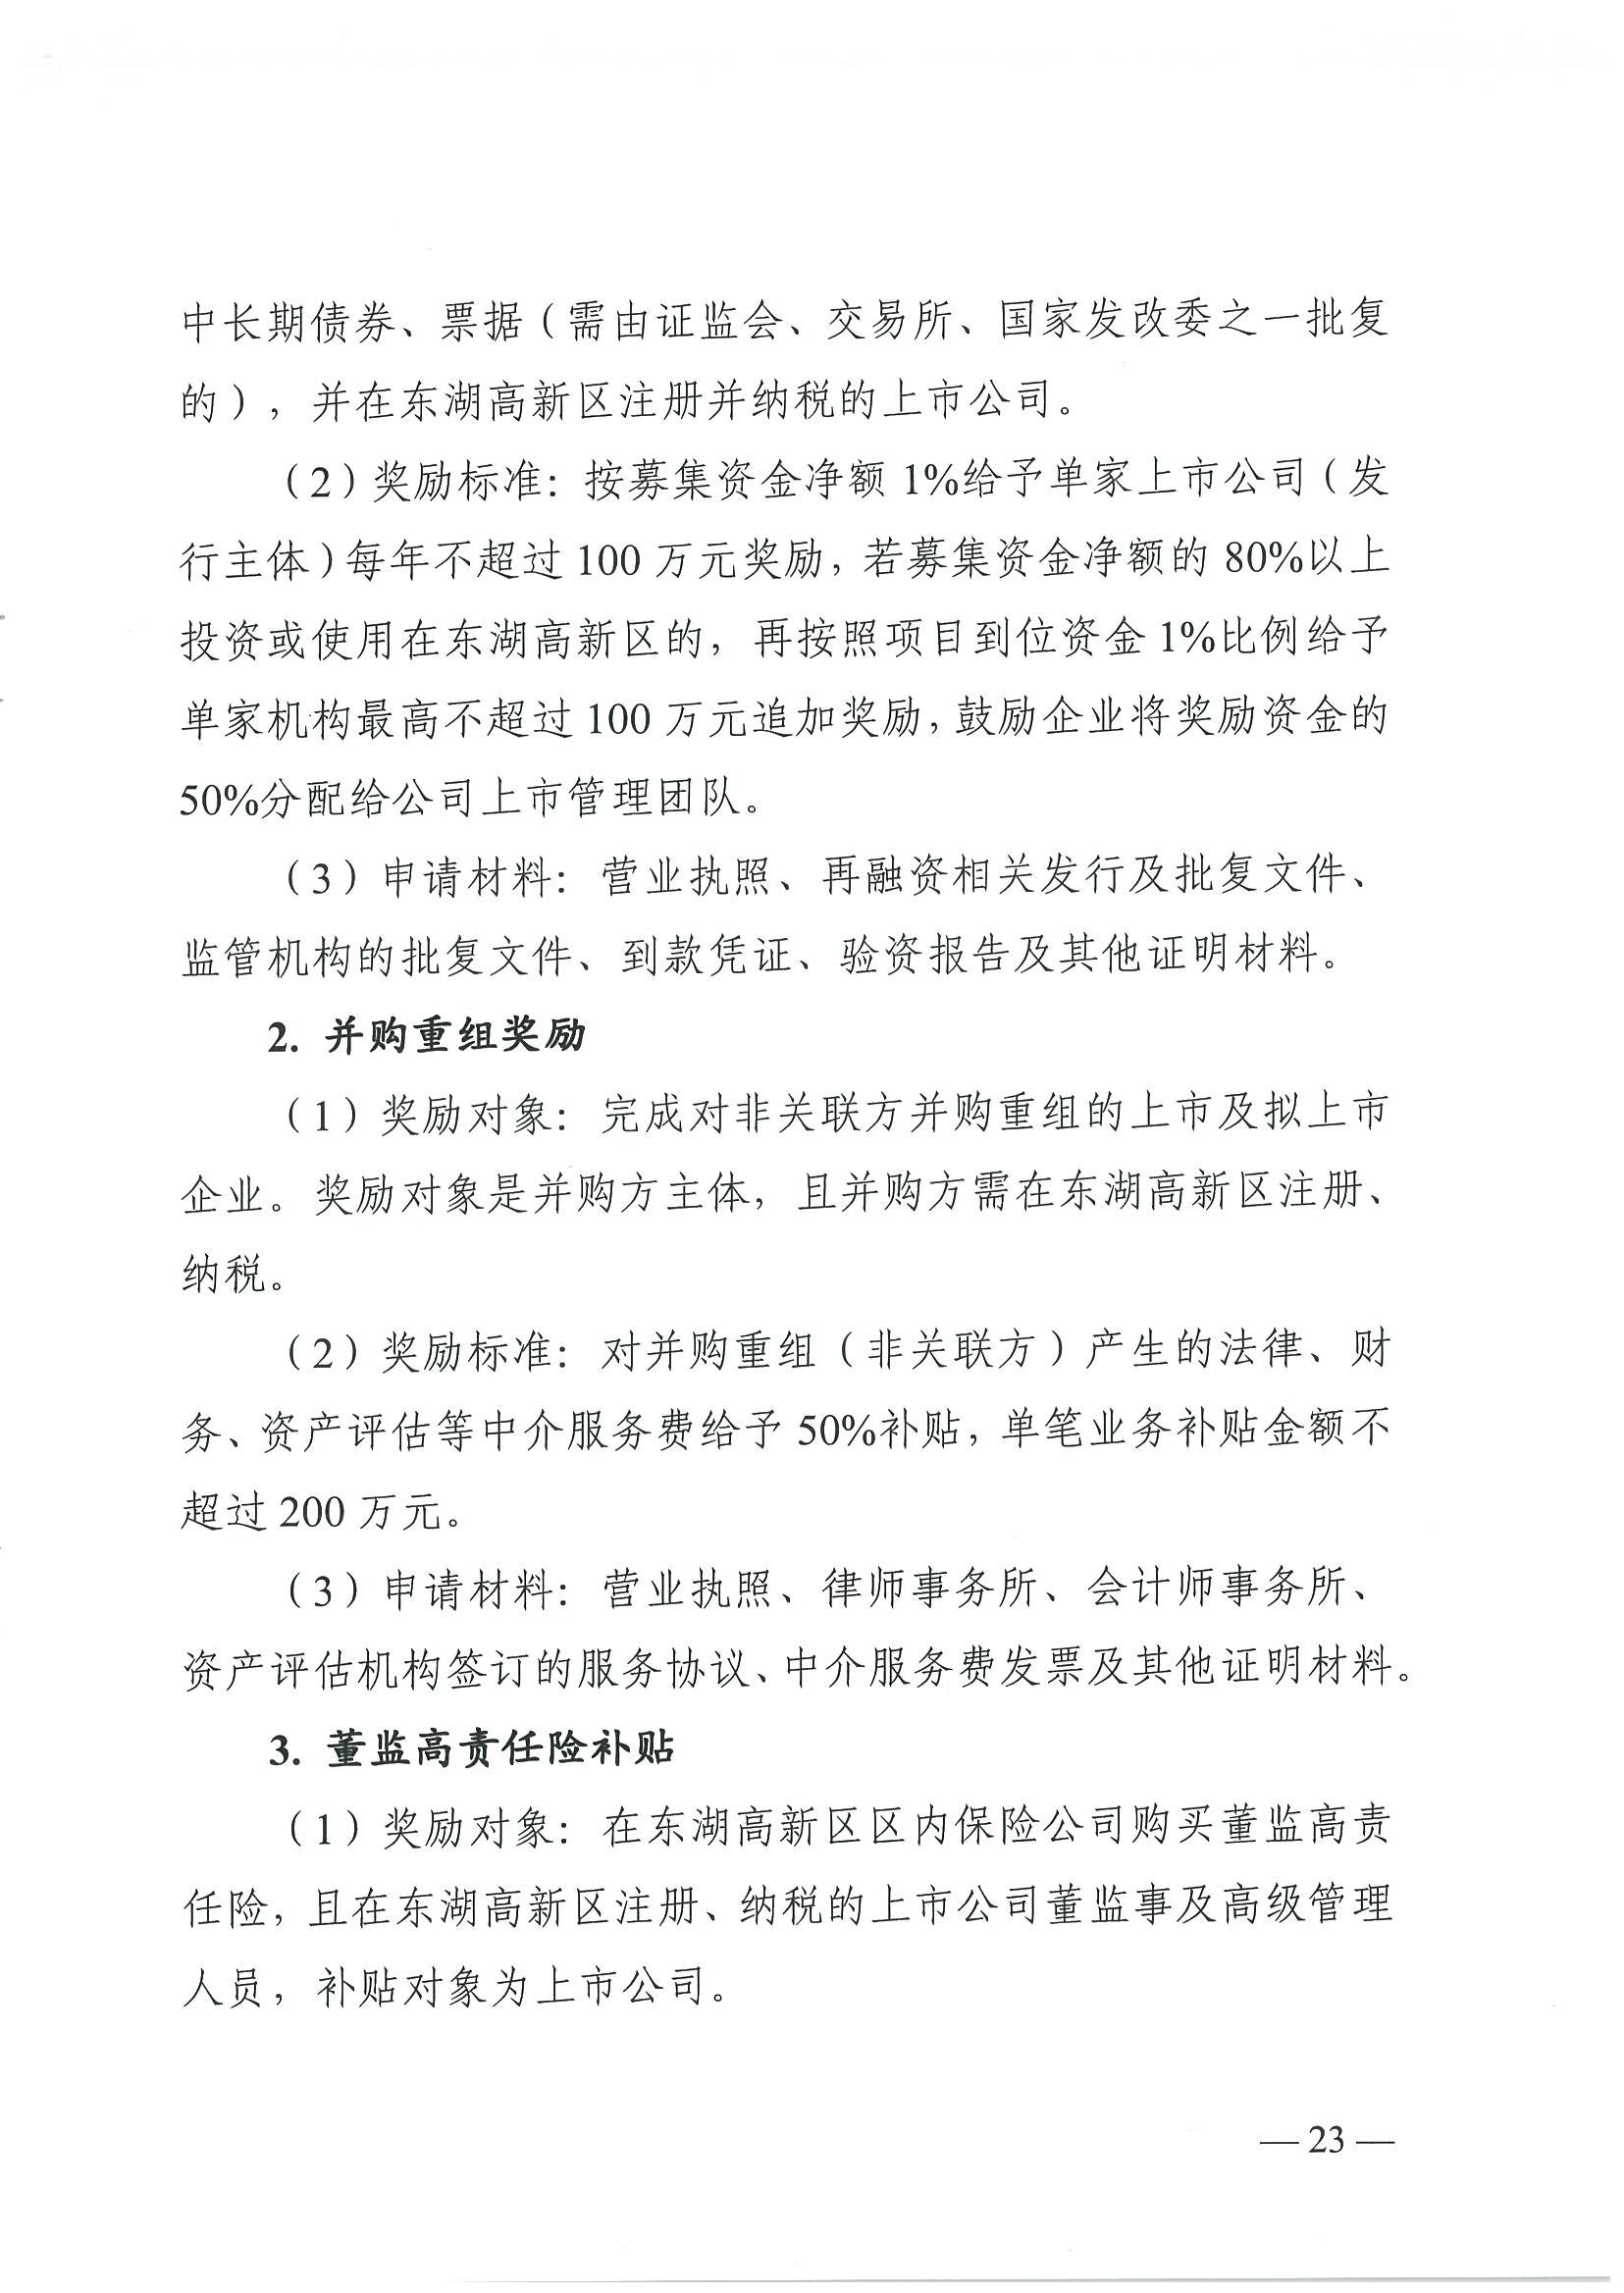 中长期债券、票据（需由证监会、交易所、国家发改委之一批复
的），并在东湖高新区注册并纳税的上市公司。
（2）奖励标准：按募集资金净额 1%给予单家上市公司（发
行主体）每年不超过 100 万元奖励，若募集资金净额的 80%以上
投资或使用在东湖高新区的，再按照项目到位资金 1%比例给予
单家机构最高不超过 100 万元追加奖励，鼓励企业将奖励资金的
50%分配给公司上市管理团队。
（3）申请材料：营业执照、再融资相关发行及批复文件、
监管机构的批复文件、到款凭证、验资报告及其他证明材料。
2. 并购重组奖励
（1）奖励对象：完成对非关联方并购重组的上市及拟上市
企业。奖励对象是并购方主体，且并购方需在东湖高新区注册、
纳税。
（2）奖励标准：对并购重组（非关联方）产生的法律、财
务、资产评估等中介服务费给予 50%补贴，单笔业务补贴金额不
超过 200 万元。
（3）申请材料：营业执照、律师事务所、会计师事务所、
资产评估机构签订的服务协议、中介服务费发票及其他证明材料。
3. 董监高责任险补贴
（1）奖励对象：在东湖高新区区内保险公司购买董监高责
任险，且在东湖高新区注册、纳税的上市公司董监事及高级管理
人员，补贴对象为上市公司。
— 23 —